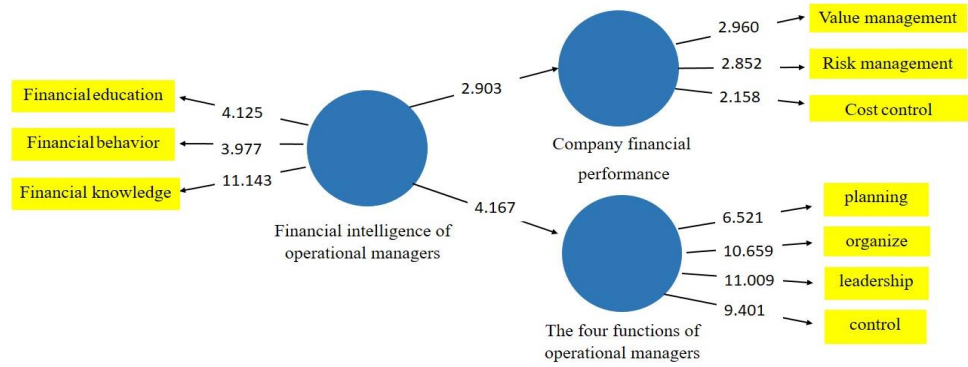 Financial education
Financial behavior
Financial knowledge
4.125
3.977
11.143
Financial intelligence of
operational managers
2.903
4.167
Company financial
performance
2.960
2.852
2.158
Value management
Risk management
Cost control
The four functions of
operational managers
6.521
10.659
11.009
9.401
planning
organize
leadership
control